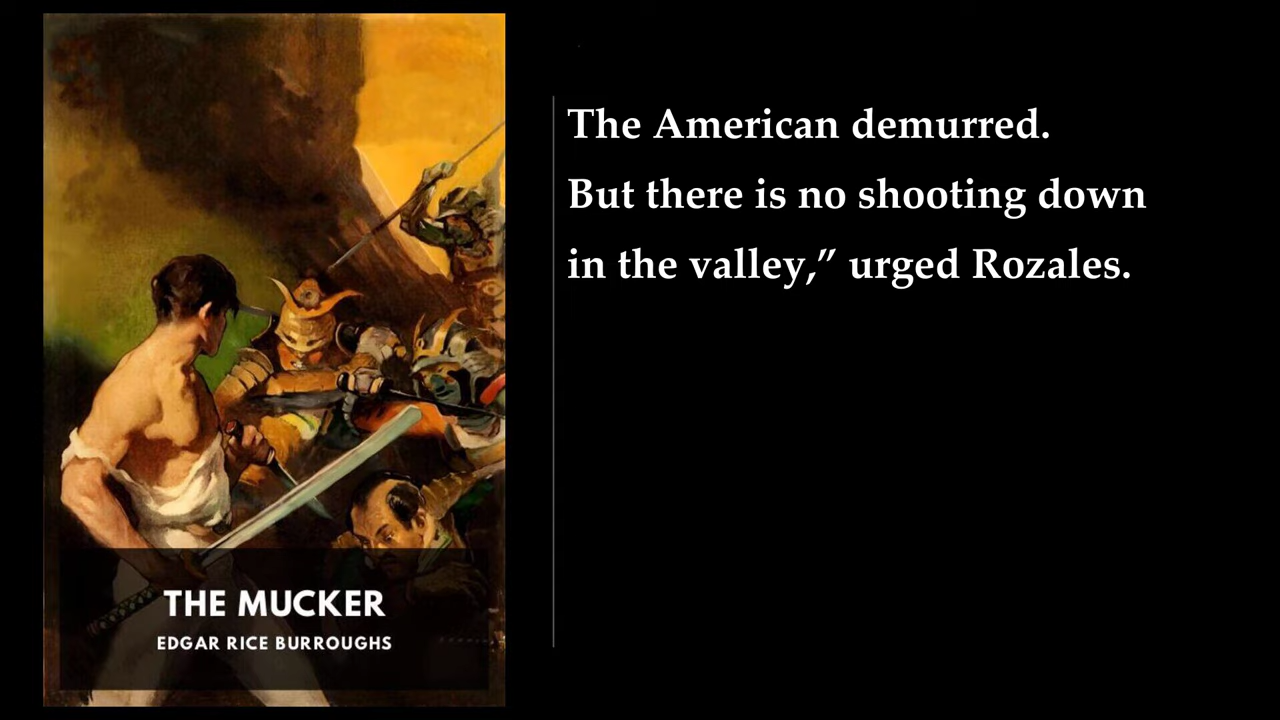 The American demurred.
But there is no shooting down
in the valley,” urged Rozales.
THE MUCKER
EDGAR RICE BURROUGHS